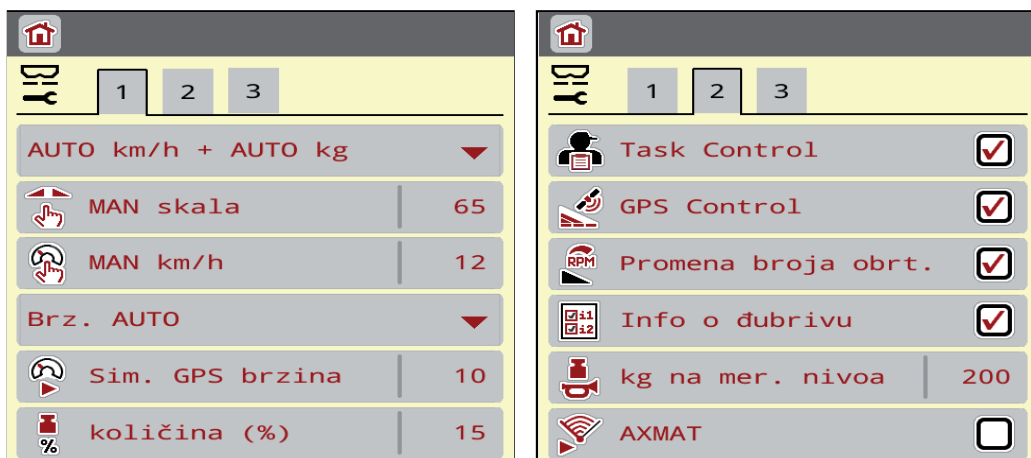 1 2 3
AUTO km/h + AUTO kg
MAN skala 65
MAN km/h 12
Brz. AUTO
Sim. GPS brzina 10
% količina (%) 15
1 2 3
Task Control
GPS Control
RPM Promena broja obrt.
i1 i2 Info o đubrivu
kg na mer. nivoa 200
AXMAT